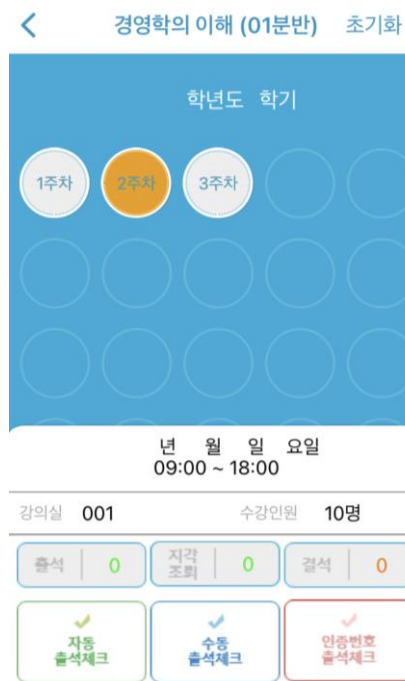 경영학의 이해 (01분반) 초기화
학년도 학기
1주차 2주차 3주차
년 월 일 요일
09:00 ~ 18:00
강의실 001 수강인원 10명
출석 0 지각 조퇴 0 결석 0
자동 출석체크
수동 출석체크
인증번호 출석체크